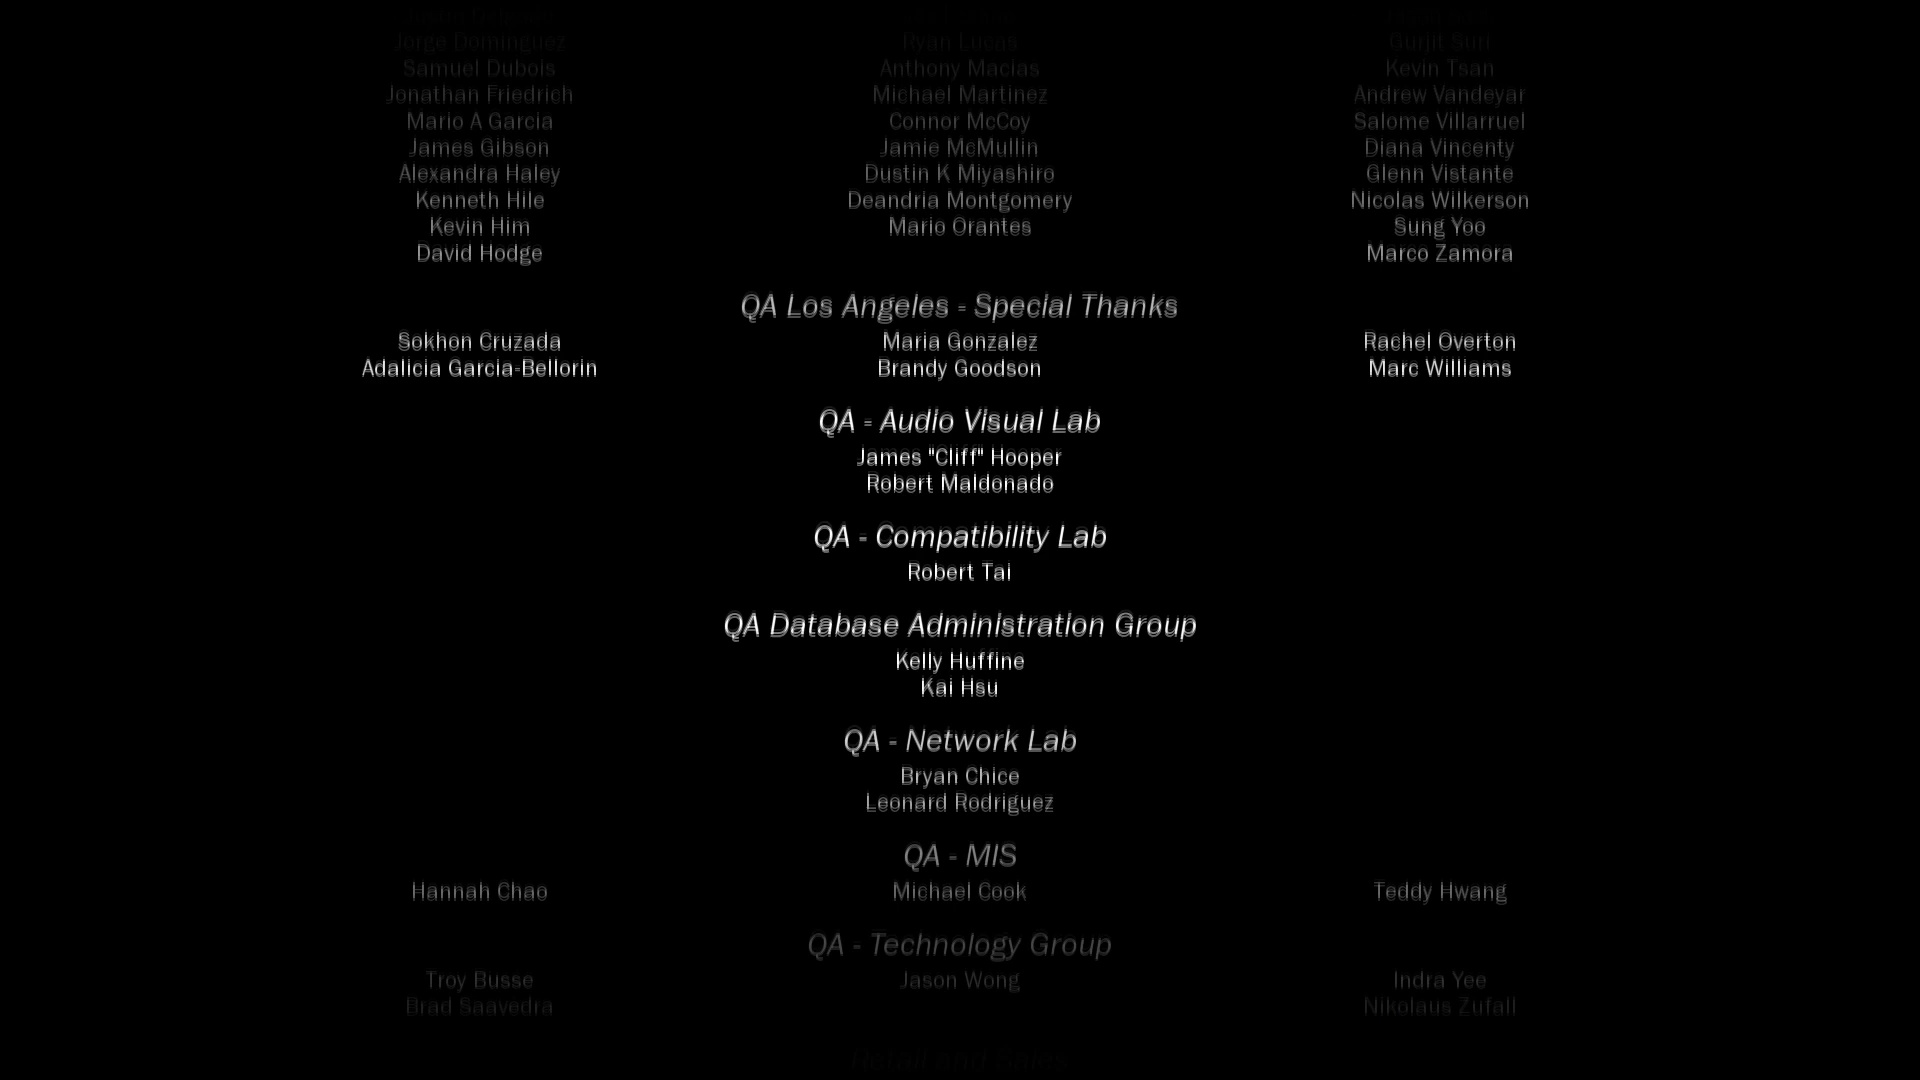 Jorge Dominguez Ryan Lucas Gurjit Suri
Samuel Dubois Anthony Macias Kevin Tsan
Jonathan Friedrich Michael Martinez Andrew Vandeyar
Mario A Garcia Connor McCoy Salome Villarruel
James Gibson Jamie McMullin Diana Vincenty
Alexandra Haley Dustin K Miyashiro Glenn Vistante
Kenneth Hile Deandria Montgomery Nicolas Wilkerson
Kevin Him Mario Orantes Sung Yoo
David Hodge Marco Zamora
QA Los Angeles - Special Thanks
Sokhon Cruzada Maria Gonzalez Rachel Overton
Adalicia Garcia-Bellorin Brandy Goodson Marc Williams
QA - Audio Visual Lab
James "Cliff" Hooper
Robert Maldonado
QA - Compatibility Lab
Robert Tai
QA Database Administration Group
Kelly Huffine
Kai Hsu
QA - Network Lab
Bryan Chice
Leonard Rodriguez
QA - MIS
Hannah Chao Michael Cook Teddy Hwang
QA - Technology Group
Troy Busse Jason Wong Indra Yee
Brad Saavedra Nikolaus Zufall
Retail and Sales